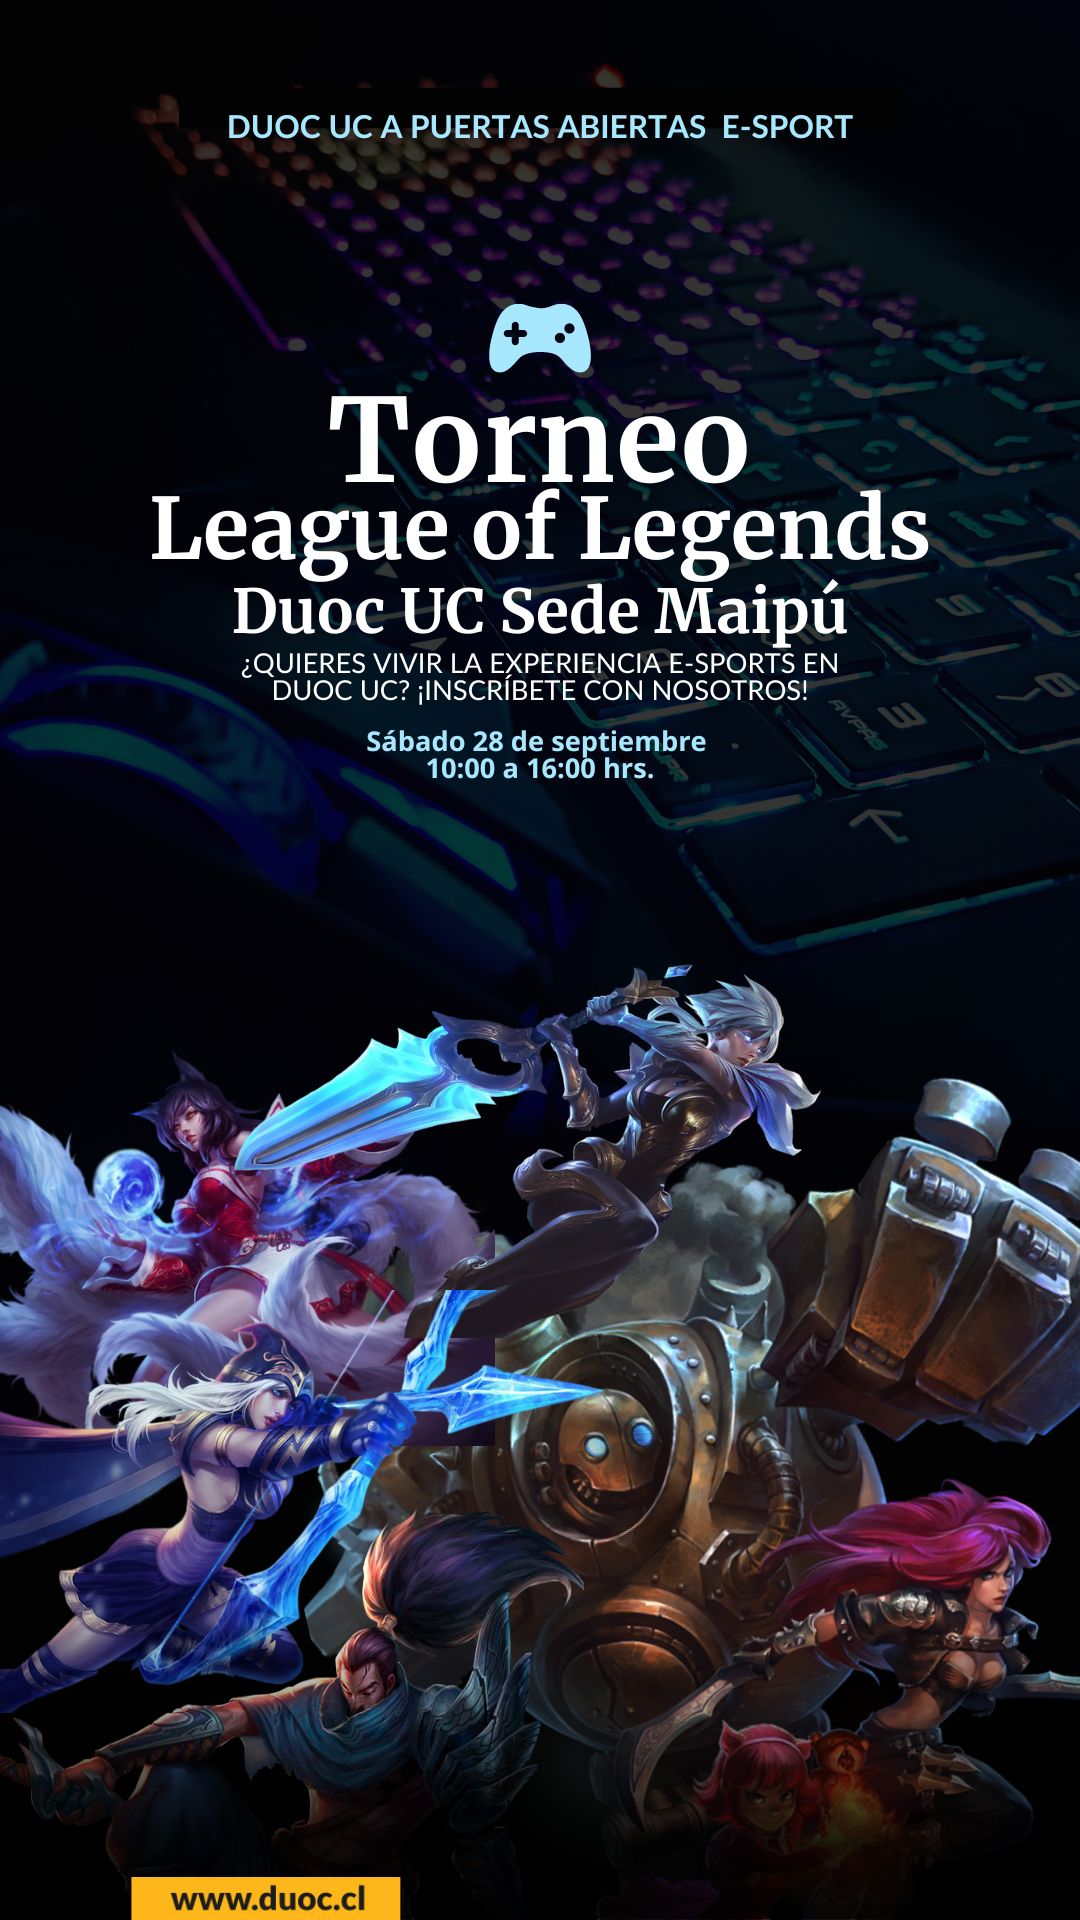 DUOC UC A PUERTAS ABIERTAS E-SPORT
Torneo
League of Legends
Duoc UC Sede Maipú
¿QUIERES VIVIR LA EXPERIENCIA E-SPORTS EN
DUOC UC? ¡INSCRÍBETE CON NOSOTROS!
Sábado 28 de septiembre
10:00 a 16:00 hrs.
www.duoc.cl